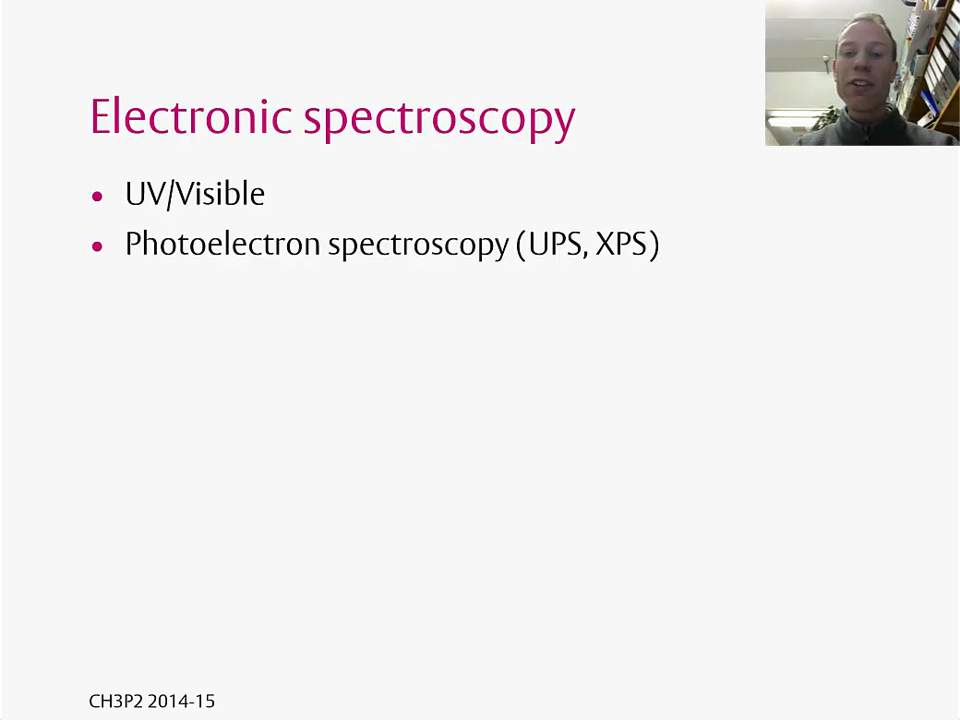 Electronic spectroscopy
• UV/Visible
• Photoelectron spectroscopy (UPS, XPS)
CH3P2 2014-15